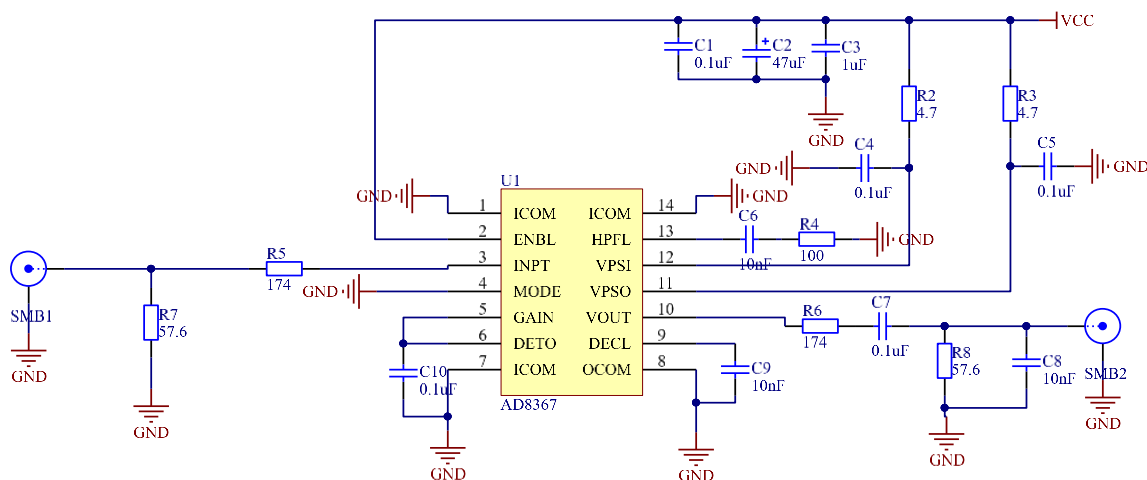 VCC
C1
0.1uF
C2
47uF
C3
1uF
R2
4.7
R3
4.7
GND
C4
0.1uF
GND
C5
0.1uF
GND
U1
GND
1 ICOM
ICOM 14
GND
2 ENBL
HPFL 13
C6
10nF
R4
100
GND
3 INPT
VPSI 12
4 MODE
VPSO 11
5 GAIN
VOUT 10
6 DETO
DECL 9
7 ICOM
OCOM 8
AD8367
R5
174
GND
SMB1
GND
R7
57.6
GND
C10
0.1uF
GND
C9
10nF
GND
R6
174
C7
0.1uF
R8
57.6
C8
10nF
SMB2
GND
GND